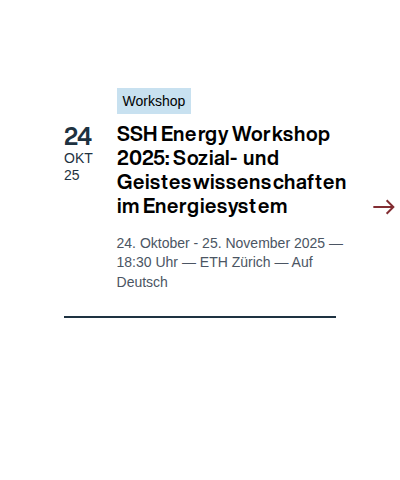 Workshop
24
OKT
25
SSH Energy Workshop
2025: Sozial- und
Geisteswissenschaften
im Energiesystem
24. Oktober - 25. November 2025 —
18:30 Uhr — ETH Zürich — Auf
Deutsch